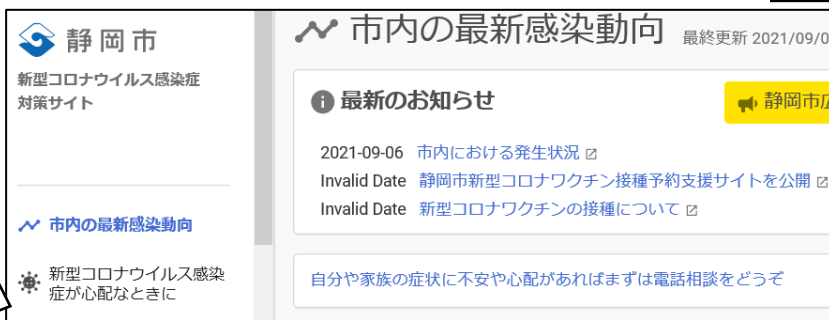 静岡市
新型コロナウイルス感染症
対策サイト
市内の最新感染動向
新型コロナウイルス感染
症が心配なときに
市内の最新感染動向 最終更新 2021/09/0
最新のお知らせ
静岡市広
2021-09-06 市内における発生状況
Invalid Date 静岡市新型コロナワクチン接種予約支援サイトを公開
Invalid Date 新型コロナワクチンの接種について
自分や家族の症状に不安や心配があればまずは電話相談をどうぞ